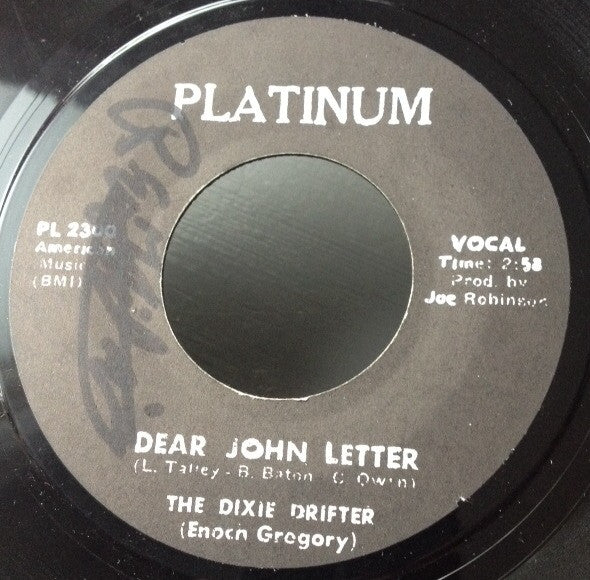 PLATINUM
PL 2300
American
Music
(BMI)
VOCAL
Time: 2:58
Prod. by
Joe Robinson
DEAR JOHN LETTER
(L. Talley - B. Baton - C. Owen)
THE DIXIE DRIFTER
(Enoch Gregory)